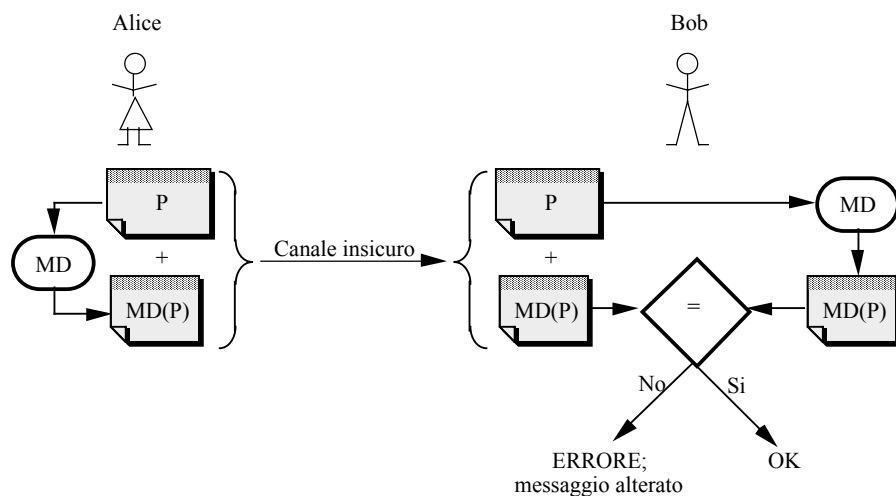 Alice
Bob
P
P
MD
MD
+
Canale insicuro
+
MD(P)
MD(P)
=
MD(P)
No
Si
ERRORE;
messaggio alterato
OK